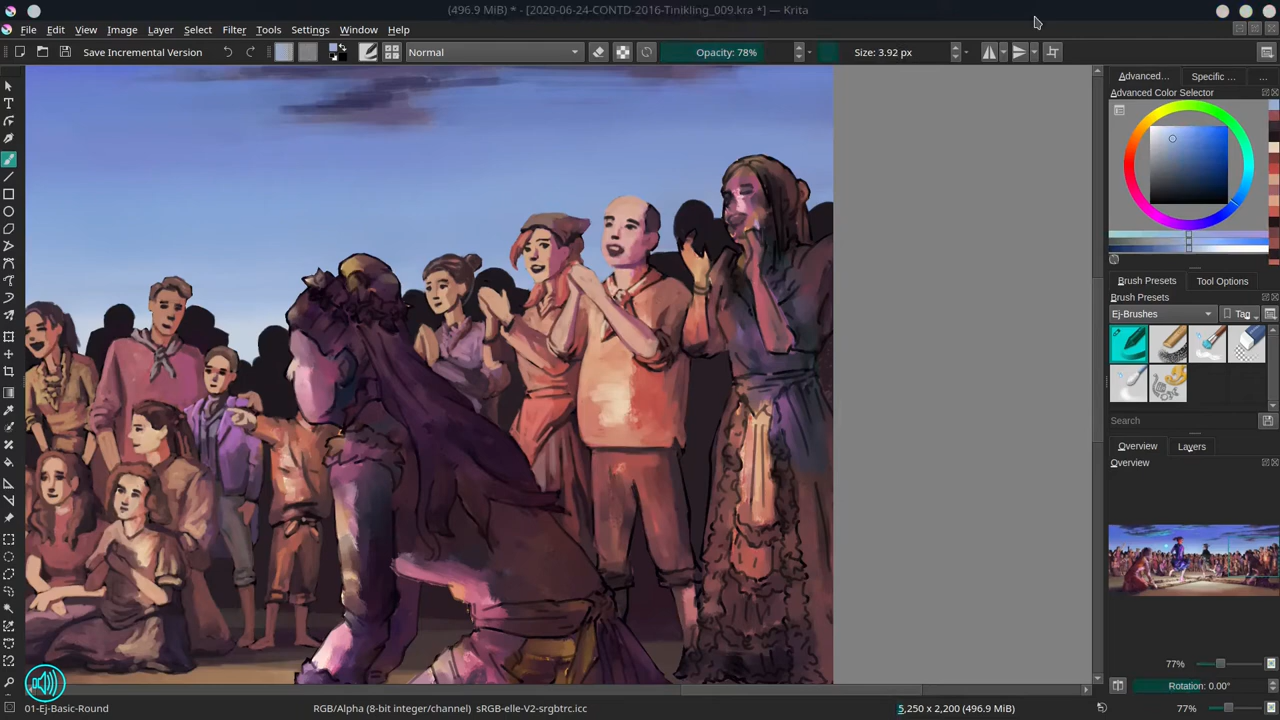 (496.9 MiB) * - [2020-06-24-CONTD-2016-Tinikling_009.kra *] — Krita
File Edit View Image Layer Select Filter Tools Settings Window Help
Save Incremental Version Normal Opacity: 78% Size: 3.92 px
Advanced... Specific ... ...
Advanced Color Selector
Brush Presets Tool Options
Brush Presets
Ej-Brushes Tag
Search
Overview Layers
Overview
77%
Rotation: 0.00°
01-Ej-Basic-Round RGB/Alpha (8-bit integer/channel) sRGB-elle-V2-srgbtrc.icc 5,250 x 2,200 (496.9 MiB) 77%